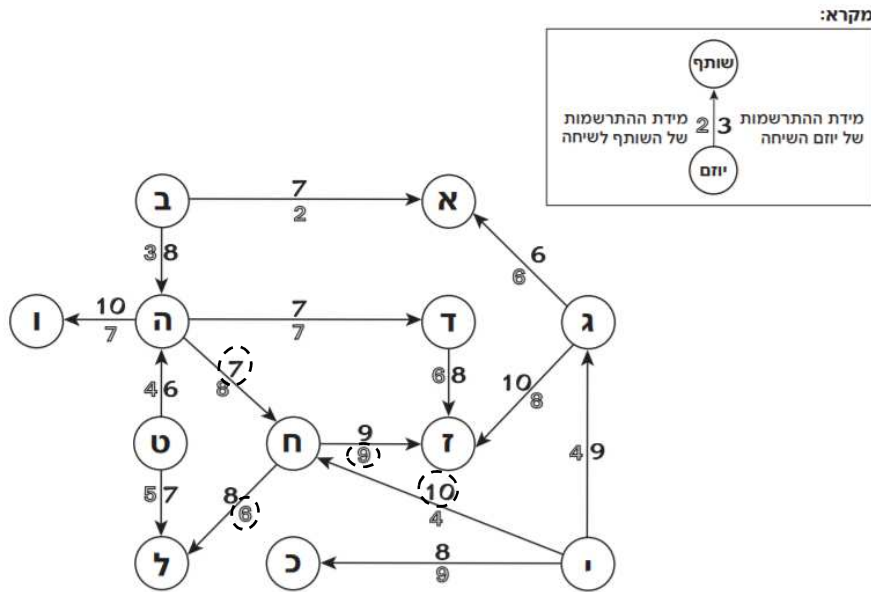 מקרא:
שותף
מידת ההתרשמות 2 3 מידת ההתרשמות
של יוזם השיחה של השותף לשיחה
יוזם
ב 7 2 א
3 8
6 6
ו 10 7 ה 7 7 ד ג
7 8
6 8
10 8
4 6
ט ח 9 9 ז
4 9
5 7
8 6
10 4
ל כ 8 9 י